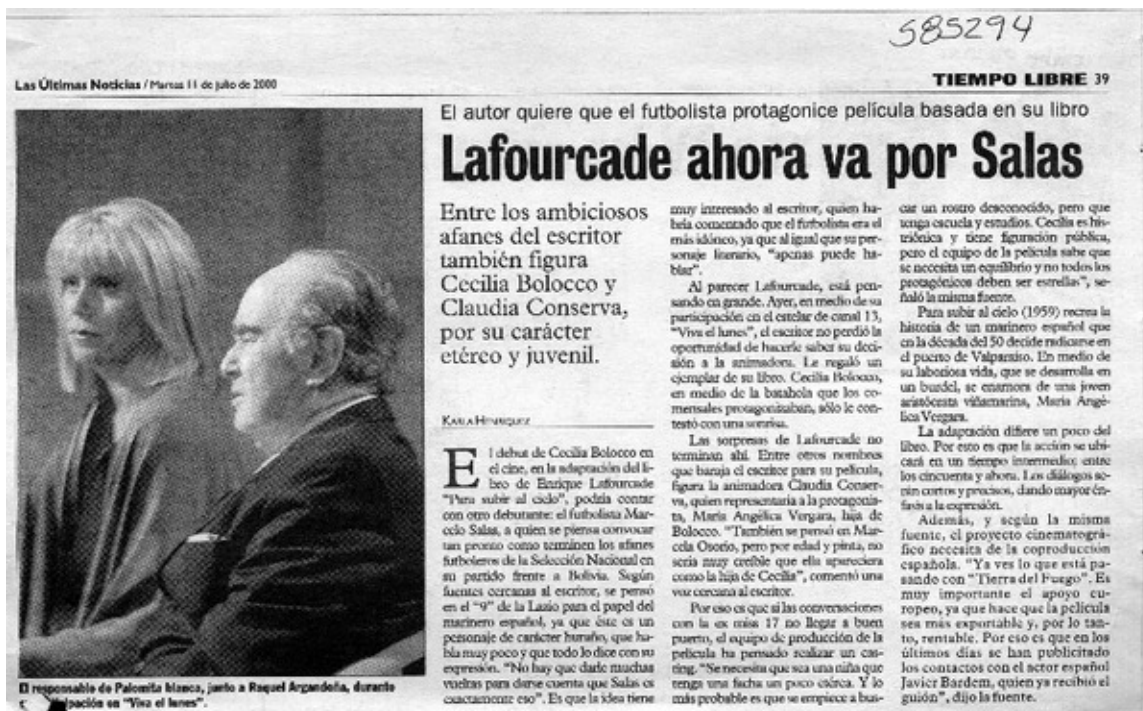 585294
Las Últimas Noticias / Martes 11 de julio de 2000
TIEMPO LIBRE 39
El autor quiere que el futbolista protagonice película basada en su libro
Lafourcade ahora va por Salas
Entre los ambiciosos
afanes del escritor
también figura
Cecilia Bolocco y
Claudia Conserva,
por su carácter
etéreo y juvenil.
KARLA HENRIQUEZ
El debut de Cecilia Bolocco en
el cine, en la adaptación del li-
bro de Enrique Lafourcade
"Para subir al cielo", podría contar
con otro debutante: el futbolista Mar-
celo Salas, a quien se piensa convocar
tan pronto como terminen los afanes
futboleros de la Selección Nacional en
su partido frente a Bolivia. Según
fuentes cercanas al escritor, se pensó
en el "9" de la Lazio para el papel del
marinero español, ya que éste es un
personaje de carácter huraño, que ha-
bla muy poco y que todo lo dice con su
expresión. "No hay que darle muchas
vueltas para darse cuenta que Salas es
exactamente eso". Es que la idea tiene
muy interesado al escritor, quien ha-
bría comentado que el futbolista era el
más idóneo, ya que al igual que su per-
sonaje literario, "apenas puede ha-
blar".
Al parecer Lafourcade, está pen-
sando en grande. Ayer, en medio de su
participación en el estelar de canal 13,
"Viva el lunes", el escritor no perdió la
oportunidad de hacerle saber su deci-
sión a la animadora. Le regaló un
ejemplar de su libro. Cecilia Bolocco,
en medio de la batahola que los co-
mensales protagonizaban, sólo le con-
testó con una sonrisa.
Las sorpresas de Lafourcade no
terminan ahí. Entre otros nombres
que baraja el escritor para su película,
figura la animadora Claudia Conser-
va, quien representaría a la protagonis-
ta, María Angélica Vergara, hija de
Bolocco. "También se pensó en Mar-
cela Osorio, pero por edad y pinta, no
sería muy creíble que ella apareciera
como la hija de Cecilia", comentó una
voz cercana al escritor.
Por eso es que si las conversaciones
con la ex miss 17 no llegan a buen
puerto, el equipo de producción de la
película ha pensado realizar un cas-
ting. "Se necesita que sea una niña que
tenga una facha un poco etérea. Y lo
más probable es que se empiece a bus-
car un rostro desconocido, pero que
tenga escuela y estudios. Cecilia es his-
triónica y tiene figuración pública,
pero el equipo de la película sabe que
se necesita un equilibrio y no todos los
protagónicos deben ser estrellas", se-
ñaló la misma fuente.
Para subir al cielo (1959) recrea la
historia de un marinero español que
en la década del 50 decide radicarse en
el puerto de Valparaíso. En medio de
su laboriosa vida, que se desarrolla en
un burdel, se enamora de una joven
aristócrata viñamarina, María Angé-
lica Vergara.
La adaptación difiere un poco del
libro. Por esto es que la acción se ubi-
cará en un tiempo intermedio: entre
los cincuenta y ahora. Los diálogos se-
rán cortos y precisos, dando mayor én-
fasis a la expresión.
Además, y según la misma
fuente, el proyecto cinematográ-
fico necesita de la coproducción
española. "Ya ves lo que está pa-
sando con "Tierra del Fuego". Es
muy importante el apoyo eu-
ropeo, ya que hace que la película
sea más exportable y, por lo tan-
to, rentable. Por eso es que en los
últimos días se han publicitado
los contactos con el actor español
Javier Bardem, quien ya recibió el
guión", dijo la fuente.
El responsable de Palomita blanca, junto a Raquel Argandoña, durante
ipación en "Viva el lunes".